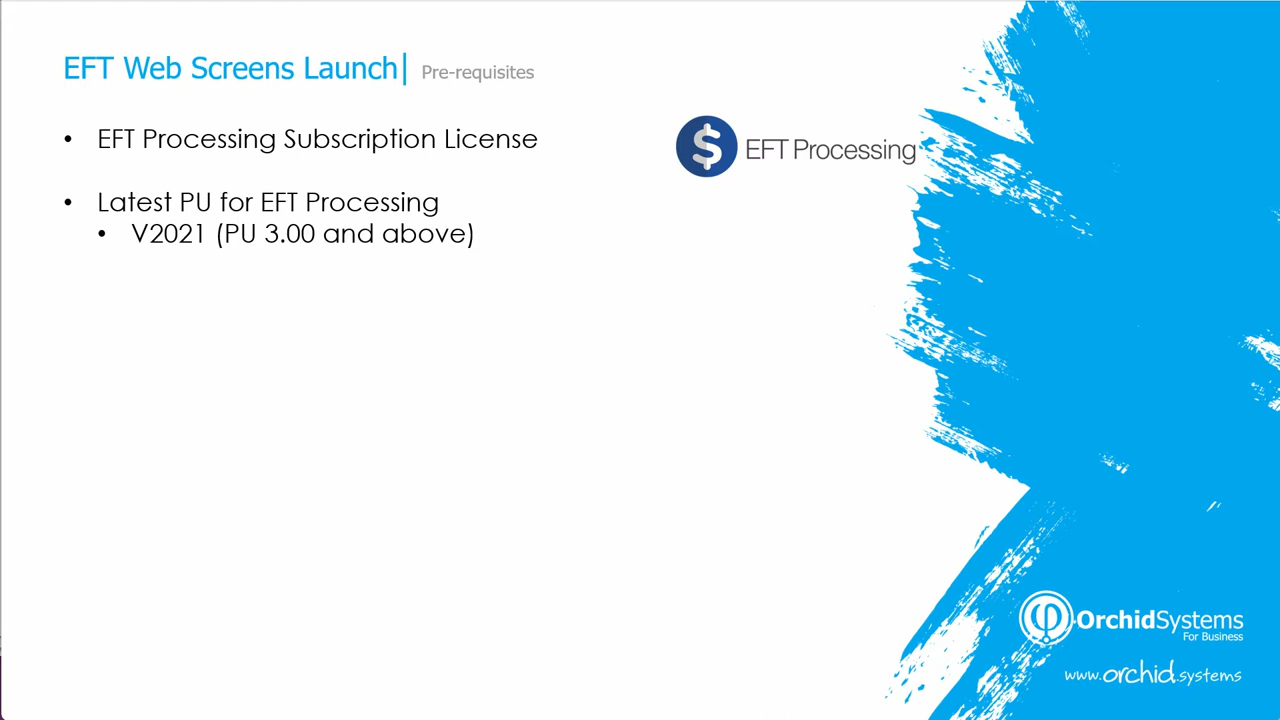 EFT Web Screens Launch| Pre-requisites
• EFT Processing Subscription License
$ EFT Processing
• Latest PU for EFT Processing
• V2021 (PU 3.00 and above)
OrchidSystems
For Business
www.orchid.systems